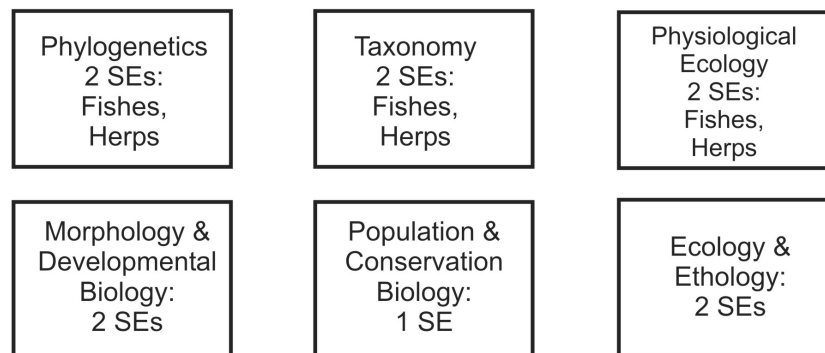 Phylogenetics
2 SEs:
Fishes,
Herps
Taxonomy
2 SEs:
Fishes,
Herps
Physiological
Ecology
2 SEs:
Fishes,
Herps
Morphology &
Developmental
Biology:
2 SEs
Population &
Conservation
Biology:
1 SE
Ecology &
Ethology:
2 SEs